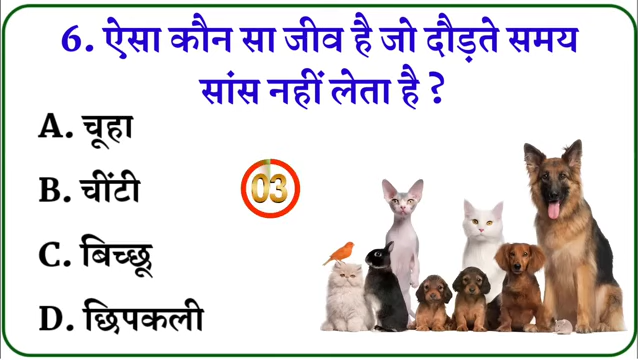 6. ऐसा कौन सा जीव है जो दौड़ते समय
सांस नहीं लेता है ?
A. चूहा
B. चींटी
03
C. बिच्छू
D. छिपकली